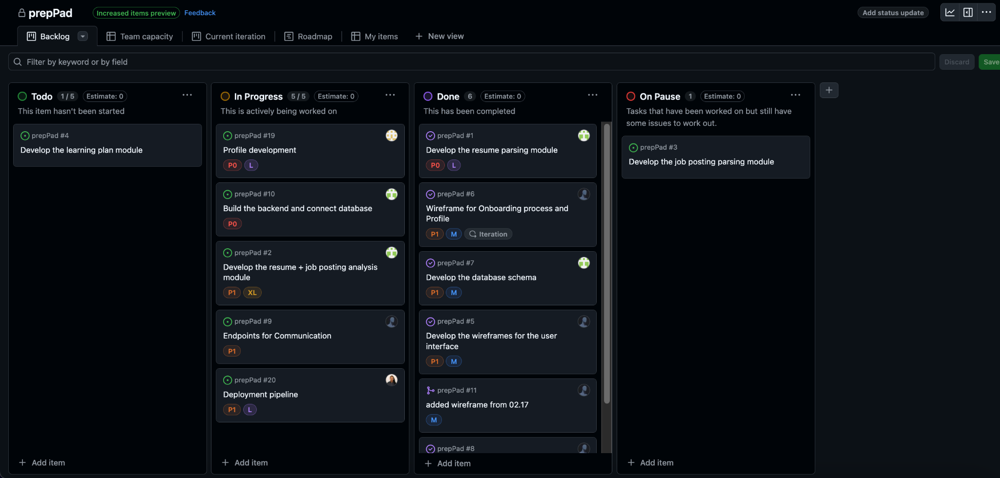 prepPad
Increased items preview
Feedback
Add status update
Backlog
Team capacity
Current iteration
Roadmap
My items
New view
Filter by keyword or by field
Discard
Save
Todo 1 / 5 Estimate: 0
This item hasn't been started
prepPad #4
Develop the learning plan module
Add item
In Progress 5 / 5 Estimate: 0
This is actively being worked on
prepPad #19
Profile development
P0 L
prepPad #10
Build the backend and connect database
P0
prepPad #2
Develop the resume + job posting analysis
module
P1 XL
prepPad #9
Endpoints for Communication
P1
prepPad #20
Deployment pipeline
P1 L
Add item
Done 6 Estimate: 0
This has been completed
prepPad #1
Develop the resume parsing module
P0 L
prepPad #6
Wireframe for Onboarding process and
Profile
P1 M Iteration
prepPad #7
Develop the database schema
P1 M
prepPad #5
Develop the wireframes for the user
interface
P1 M
prepPad #11
added wireframe from 02.17
M
prepPad #8
Add item
On Pause 1 Estimate: 0
Tasks that have been worked on but still have
some issues to work out.
prepPad #3
Develop the job posting parsing module
Add item